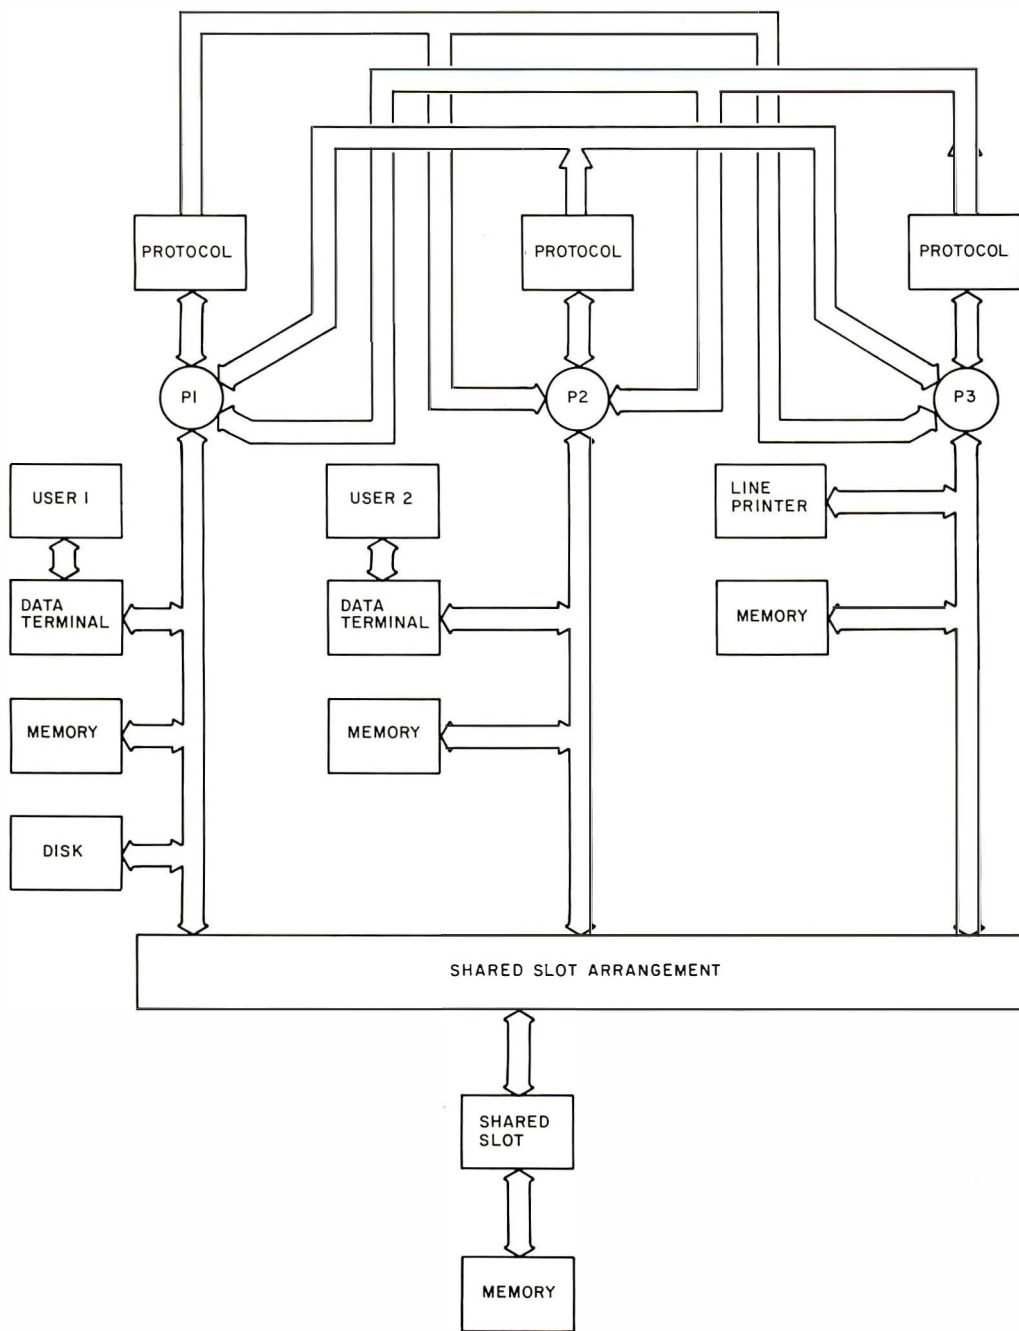 PROTOCOL
PROTOCOL
PROTOCOL
P1
P2
P3
USER 1
USER 2
LINE
PRINTER
DATA
TERMINAL
DATA
TERMINAL
MEMORY
MEMORY
MEMORY
DISK
SHARED SLOT ARRANGEMENT
SHARED
SLOT
MEMORY